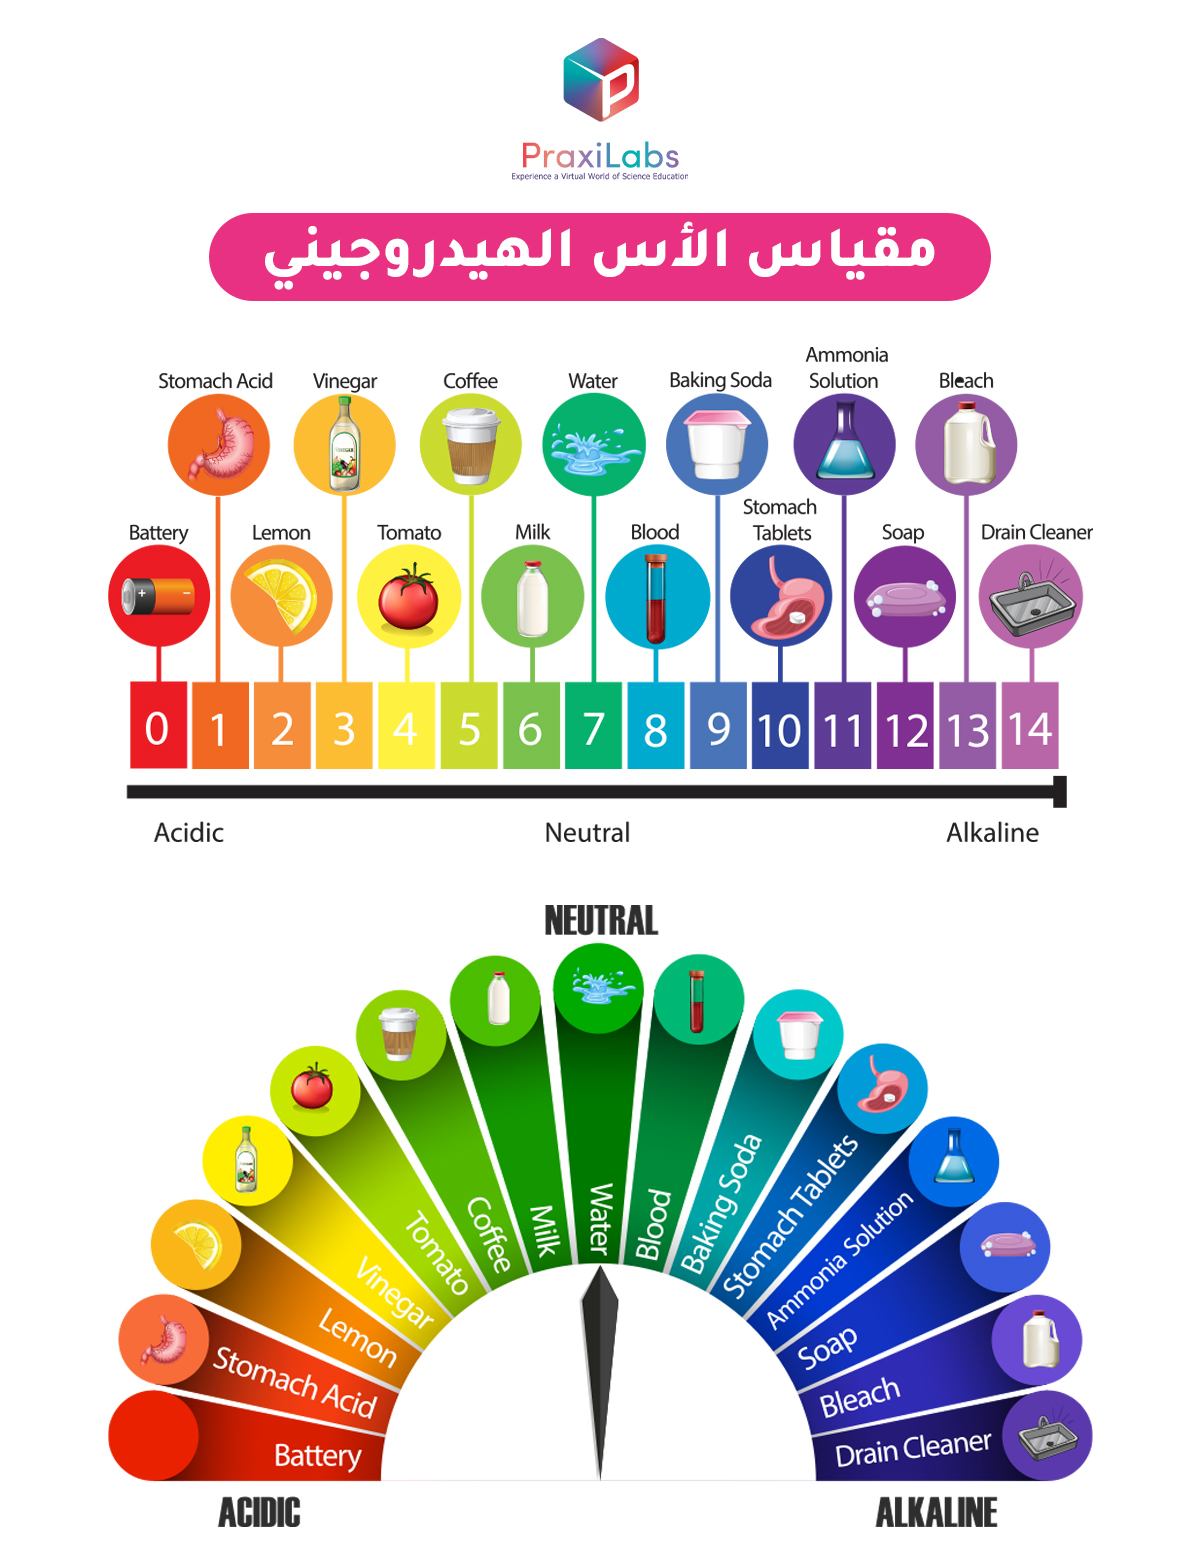 PraxiLabs
Experience a Virtual World of Science Education
مقياس الأس الهيدروجيني
Stomach Acid
Vinegar
Coffee
Water
Baking Soda
Ammonia
Solution
Bleach
VINEGAR
Battery
Lemon
Tomato
Milk
Blood
Stomach
Tablets
Soap
Drain Cleaner
+ −
0 1 2 3 4 5 6 7 8 9 10 11 12 13 14
Acidic Neutral Alkaline
NEUTRAL
Battery
Stomach Acid
Lemon
Vinegar
Tomato
Coffee
Milk
Water
Blood
Baking Soda
Stomach Tablets
Ammonia Solution
Soap
Bleach
Drain Cleaner
ACIDIC
ALKALINE